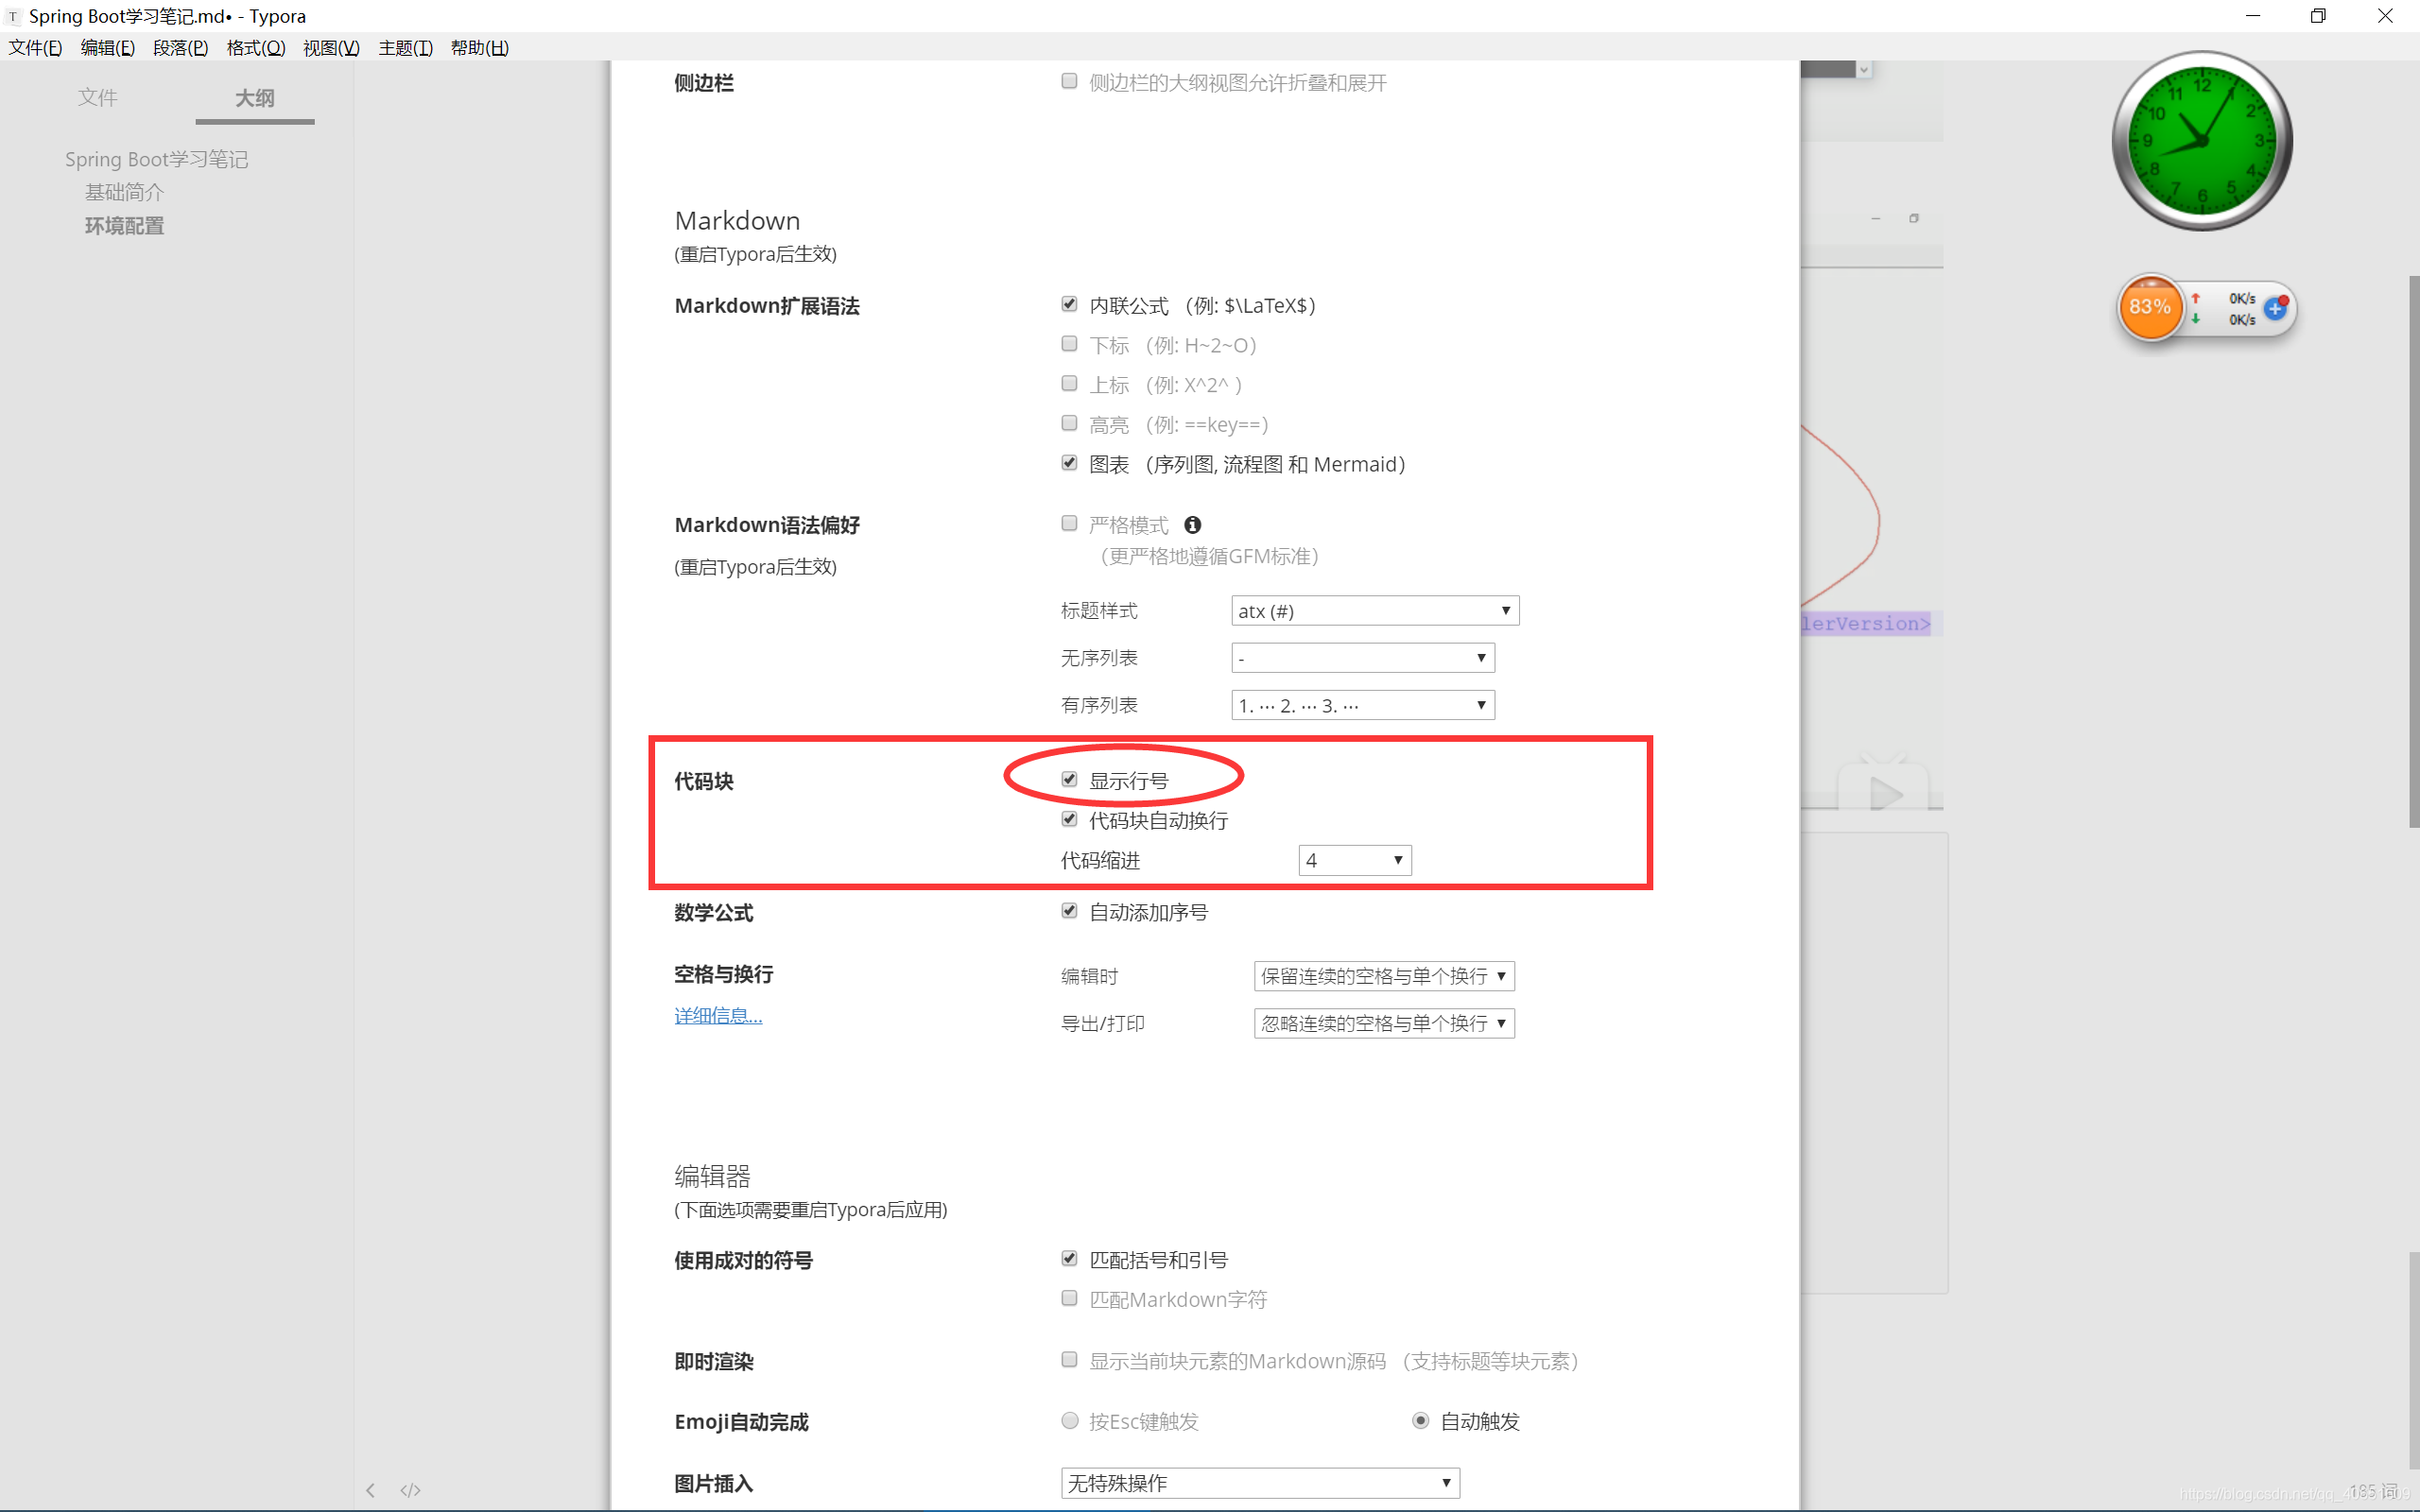 Spring Boot学习笔记.md• - Typora
文件(F) 编辑(E) 段落(P) 格式(O) 视图(V) 主题(T) 帮助(H)
文件 大纲
Spring Boot学习笔记
基础简介
环境配置
侧边栏 侧边栏的大纲视图允许折叠和展开
Markdown
(重启Typora后生效)
Markdown扩展语法 内联公式 （例: $\LaTeX$）
下标 （例: H~2~O）
上标 （例: X^2^ ）
高亮 （例: ==key==）
图表 （序列图, 流程图 和 Mermaid）
Markdown语法偏好 严格模式
（更严格地遵循GFM标准）
(重启Typora后生效)
标题样式 atx (#)
无序列表 -
有序列表 1. ··· 2. ··· 3. ···
代码块 显示行号
代码块自动换行
代码缩进 4
数学公式 自动添加序号
空格与换行 编辑时 保留连续的空格与单个换行
详细信息... 导出/打印 忽略连续的空格与单个换行
编辑器
(下面选项需要重启Typora后应用)
使用成对的符号 匹配括号和引号
匹配Markdown字符
即时渲染 显示当前块元素的Markdown源码 （支持标题等块元素）
Emoji自动完成 按Esc键触发 自动触发
图片插入 无特殊操作
12 1 2 3 4 5 6 7 8 9 10 11
83% 0K/s
0K/s
lerVersion>
</>
185 词